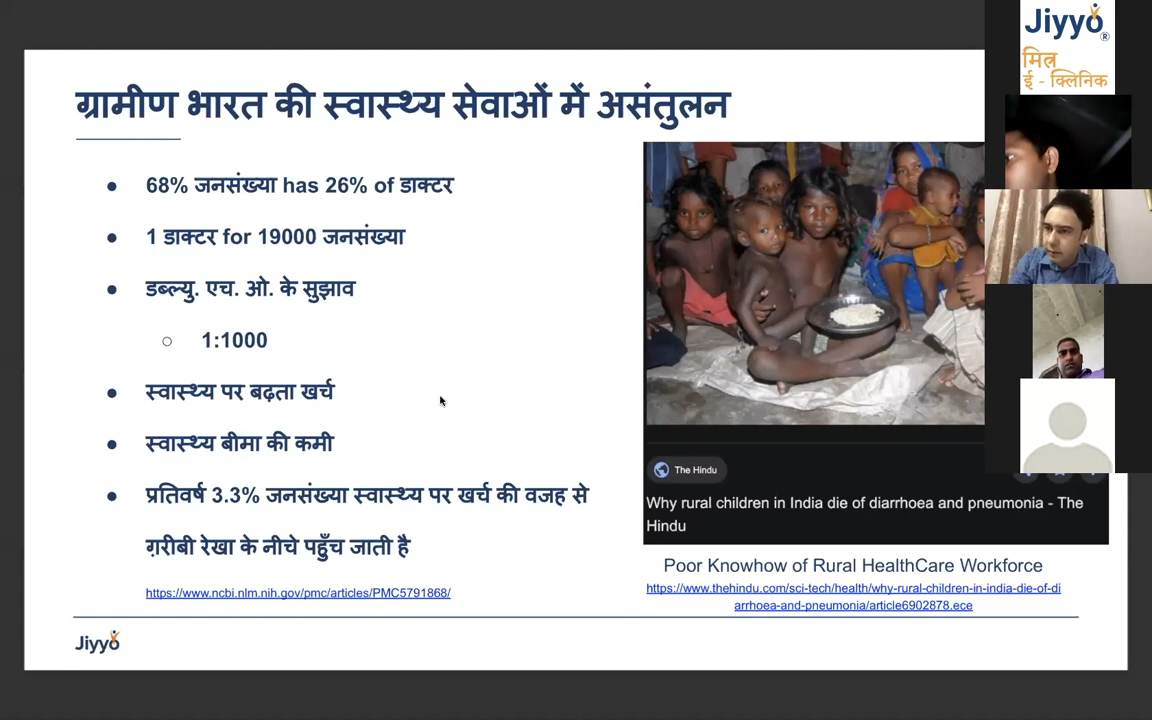 ग्रामीण भारत की स्वास्थ्य सेवाओं में असंतुलन
68% जनसंख्या has 26% of डाक्टर
1 डाक्टर for 19000 जनसंख्या
डब्ल्यु. एच. ओ. के सुझाव
1:1000
स्वास्थ्य पर बढ़ता खर्च
स्वास्थ्य बीमा की कमी
प्रतिवर्ष 3.3% जनसंख्या स्वास्थ्य पर खर्च की वजह से
ग़रीबी रेखा के नीचे पहुँच जाती है
https://www.ncbi.nlm.nih.gov/pmc/articles/PMC5791868/
The Hindu
Why rural children in India die of diarrhoea and pneumonia - The
Hindu
Poor Knowhow of Rural HealthCare Workforce
https://www.thehindu.com/sci-tech/health/why-rural-children-in-india-die-of-di
arrhoea-and-pneumonia/article6902878.ece
Jiyyo
Jiyyo®
मित्र
ई - क्लिनिक